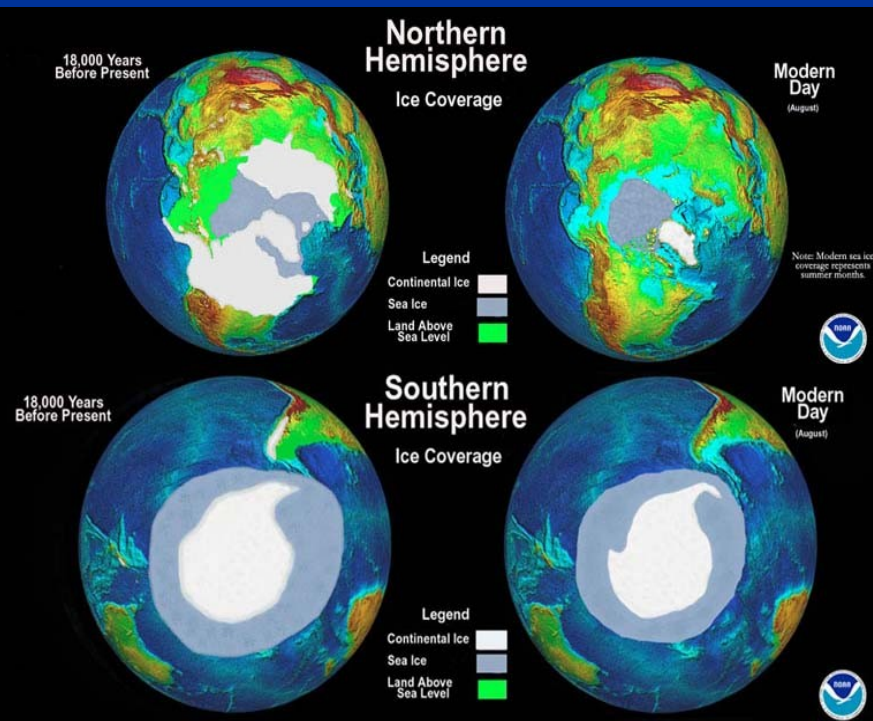 Northern
Hemisphere
Ice Coverage
18,000 Years
Before Present
Modern
Day
(August)
Legend
Continental Ice
Sea Ice
Land Above
Sea Level
Note: Modern sea ice
coverage represents
summer months.
NOAA
Southern
Hemisphere
Ice Coverage
18,000 Years
Before Present
Modern
Day
(August)
Legend
Continental Ice
Sea Ice
Land Above
Sea Level
NOAA